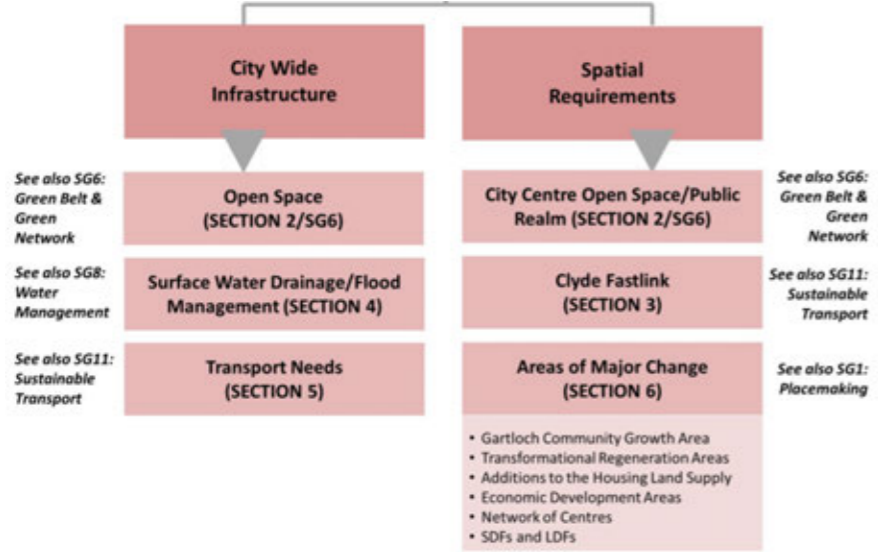 City Wide
Infrastructure
Spatial
Requirements
See also SG6:
Green Belt &
Green
Network
Open Space
(SECTION 2/SG6)
City Centre Open Space/Public
Realm (SECTION 2/SG6)
See also SG6:
Green Belt &
Green
Network
See also SG8:
Water
Management
Surface Water Drainage/Flood
Management (SECTION 4)
Clyde Fastlink
(SECTION 3)
See also SG11:
Sustainable
Transport
See also SG11:
Sustainable
Transport
Transport Needs
(SECTION 5)
Areas of Major Change
(SECTION 6)
See also SG1:
Placemaking
• Gartloch Community Growth Area
• Transformational Regeneration Areas
• Additions to the Housing Land Supply
• Economic Development Areas
• Network of Centres
• SDFs and LDFs